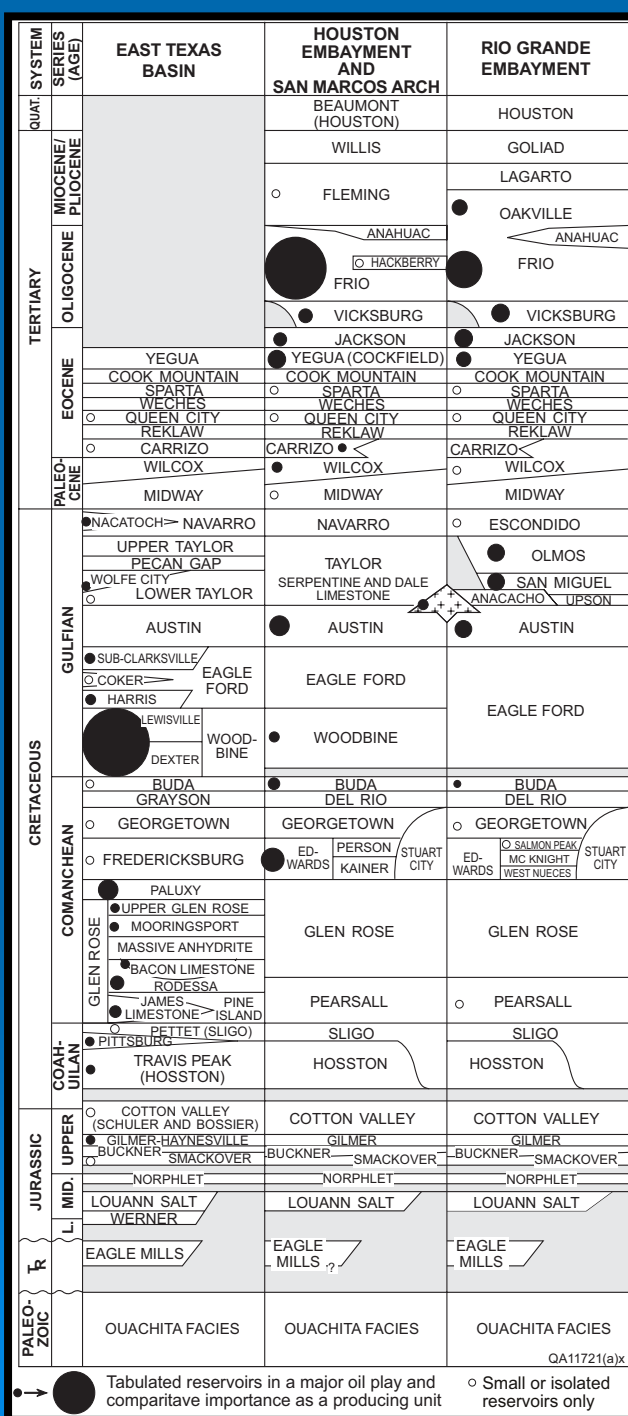 SYSTEM
SERIES
(AGE)
EAST TEXAS
BASIN
HOUSTON
EMBAYMENT
AND
SAN MARCOS ARCH
RIO GRANDE
EMBAYMENT
QUAT.
BEAUMONT
(HOUSTON)
HOUSTON
TERTIARY
MIOCENE/
PLIOCENE
WILLIS
GOLIAD
FLEMING
LAGARTO
OAKVILLE
OLIGOCENE
ANAHUAC
HACKBERRY
FRIO
ANAHUAC
FRIO
VICKSBURG
VICKSBURG
EOCENE
JACKSON
JACKSON
YEGUA
YEGUA (COCKFIELD)
YEGUA
COOK MOUNTAIN
COOK MOUNTAIN
COOK MOUNTAIN
SPARTA
SPARTA
SPARTA
WECHES
WECHES
WECHES
QUEEN CITY
QUEEN CITY
QUEEN CITY
REKLAW
REKLAW
REKLAW
CARRIZO
CARRIZO
CARRIZO
PALEO-
CENE
WILCOX
WILCOX
WILCOX
MIDWAY
MIDWAY
MIDWAY
CRETACEOUS
GULFIAN
NACATOCH
NAVARRO
NAVARRO
ESCONDIDO
UPPER TAYLOR
PECAN GAP
WOLFE CITY
LOWER TAYLOR
TAYLOR
SERPENTINE AND DALE
LIMESTONE
OLMOS
SAN MIGUEL
ANACACHO
UPSON
AUSTIN
AUSTIN
AUSTIN
SUB-CLARKSVILLE
COKER
HARRIS
EAGLE
FORD
EAGLE FORD
EAGLE FORD
LEWISVILLE
DEXTER
WOOD-
BINE
WOODBINE
COMANCHEAN
BUDA
BUDA
BUDA
GRAYSON
DEL RIO
DEL RIO
GEORGETOWN
GEORGETOWN
GEORGETOWN
FREDERICKSBURG
ED-
WARDS
PERSON
KAINER
STUART
CITY
ED-
WARDS
SALMON PEAK
MC KNIGHT
WEST NUECES
STUART
CITY
PALUXY
GLEN ROSE
UPPER GLEN ROSE
MOORINGSPORT
MASSIVE ANHYDRITE
BACON LIMESTONE
RODESSA
JAMES
LIMESTONE
PINE
ISLAND
GLEN ROSE
GLEN ROSE
PEARSALL
PEARSALL
COAH-
UILAN
PETTET (SLIGO)
PITTSBURG
TRAVIS PEAK
(HOSSTON)
SLIGO
HOSSTON
SLIGO
HOSSTON
JURASSIC
UPPER
COTTON VALLEY
(SCHULER AND BOSSIER)
COTTON VALLEY
COTTON VALLEY
GILMER-HAYNESVILLE
GILMER
GILMER
BUCKNER
SMACKOVER
BUCKNER
SMACKOVER
BUCKNER
SMACKOVER
MID.
NORPHLET
NORPHLET
NORPHLET
LOUANN SALT
LOUANN SALT
LOUANN SALT
L.
WERNER
TR
EAGLE MILLS
EAGLE
MILLS ?
EAGLE
MILLS
PALEO-
ZOIC
OUACHITA FACIES
OUACHITA FACIES
OUACHITA FACIES
QA11721(a)x
Tabulated reservoirs in a major oil play and
comparitave importance as a producing unit
Small or isolated
reservoirs only